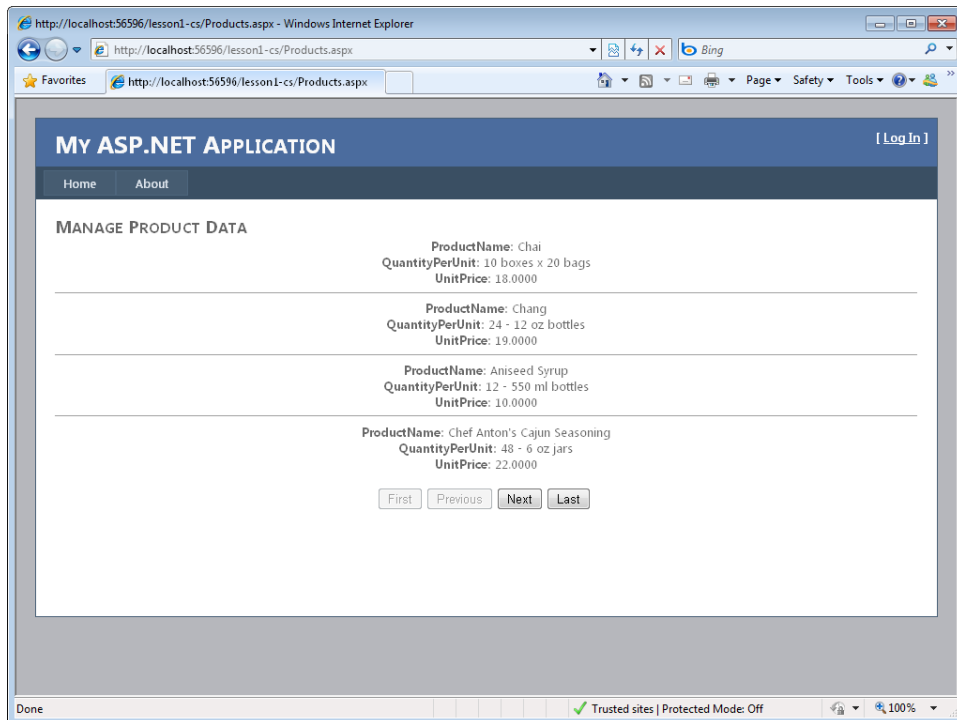 http://localhost:56596/lesson1-cs/Products.aspx - Windows Internet Explorer
http://localhost:56596/lesson1-cs/Products.aspx
Bing
Favorites
http://localhost:56596/lesson1-cs/Products.aspx
Page
Safety
Tools
My ASP.NET Application
[ Log In ]
Home
About
Manage Product Data
ProductName: Chai
QuantityPerUnit: 10 boxes x 20 bags
UnitPrice: 18.0000
ProductName: Chang
QuantityPerUnit: 24 - 12 oz bottles
UnitPrice: 19.0000
ProductName: Aniseed Syrup
QuantityPerUnit: 12 - 550 ml bottles
UnitPrice: 10.0000
ProductName: Chef Anton's Cajun Seasoning
QuantityPerUnit: 48 - 6 oz jars
UnitPrice: 22.0000
First
Previous
Next
Last
Done
Trusted sites | Protected Mode: Off
100%